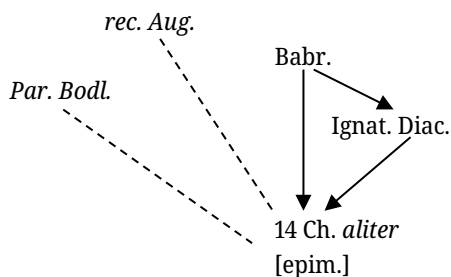 rec. Aug.
Babr.
Par. Bodl.
Ignat. Diac.
14 Ch. aliter
[epim.]